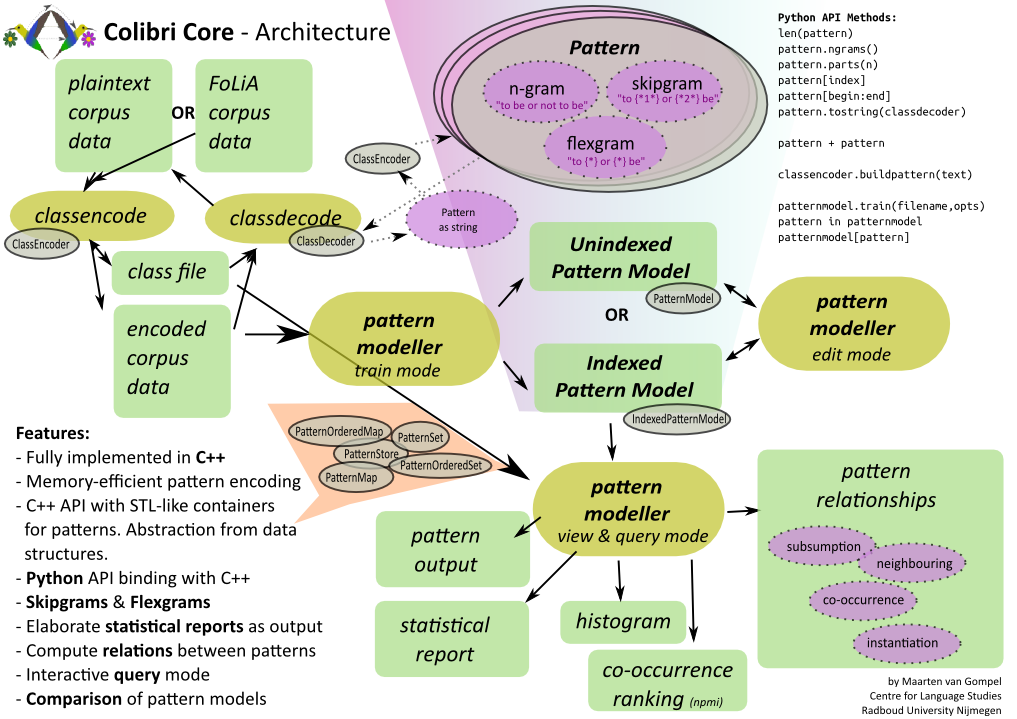 Colibri Core - Architecture
plaintext
corpus
data
OR
FoLiA
corpus
data
classencode
ClassEncoder
classdecode
ClassDecoder
class file
encoded
corpus
data
Pattern
n-gram
"to be or not to be"
skipgram
"to {*1*} or {*2*} be"
flexgram
"to {*} or {*} be"
ClassEncoder
Pattern
as string
Python API Methods:
len(pattern)
pattern.ngrams()
pattern.parts(n)
pattern[index]
pattern[begin:end]
pattern.tostring(classdecoder)
pattern + pattern
classencoder.buildpattern(text)
patternmodel.train(filename,opts)
pattern in patternmodel
patternmodel[pattern]
Unindexed
Pattern Model
PatternModel
OR
Indexed
Pattern Model
IndexedPatternModel
pattern
modeller
train mode
pattern
modeller
edit mode
PatternOrderedMap
PatternSet
PatternStore
PatternOrderedSet
PatternMap
pattern
modeller
view & query mode
pattern
output
statistical
report
histogram
co-occurrence
ranking (npmi)
pattern
relationships
subsumption
neighbouring
co-occurrence
instantiation
Features:
- Fully implemented in C++
- Memory-efficient pattern encoding
- C++ API with STL-like containers
for patterns. Abstraction from data
structures.
- Python API binding with C++
- Skipgrams & Flexgrams
- Elaborate statistical reports as output
- Compute relations between patterns
- Interactive query mode
- Comparison of pattern models
by Maarten van Gompel
Centre for Language Studies
Radboud University Nijmegen